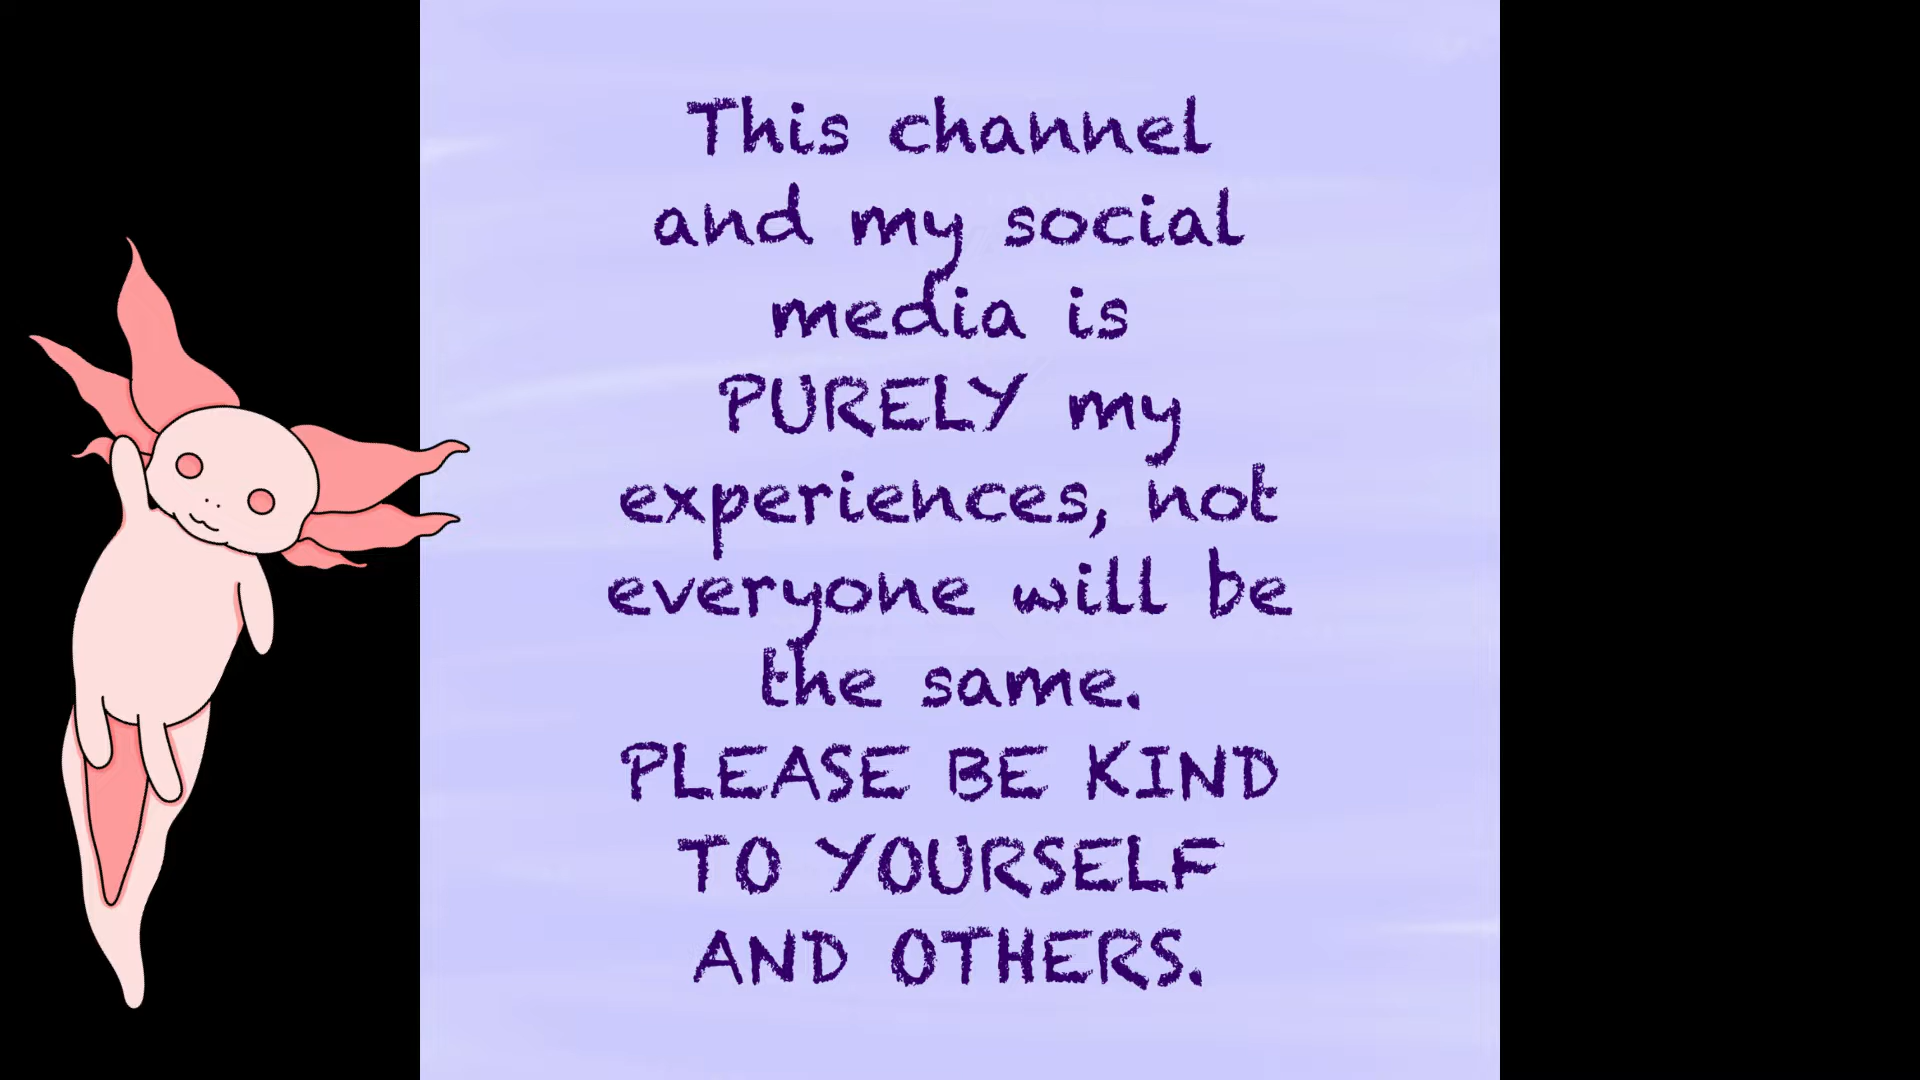 This channel
and my social
media is
PURELY my
experiences, not
everyone will be
the same.
PLEASE BE KIND
TO YOURSELF
AND OTHERS.